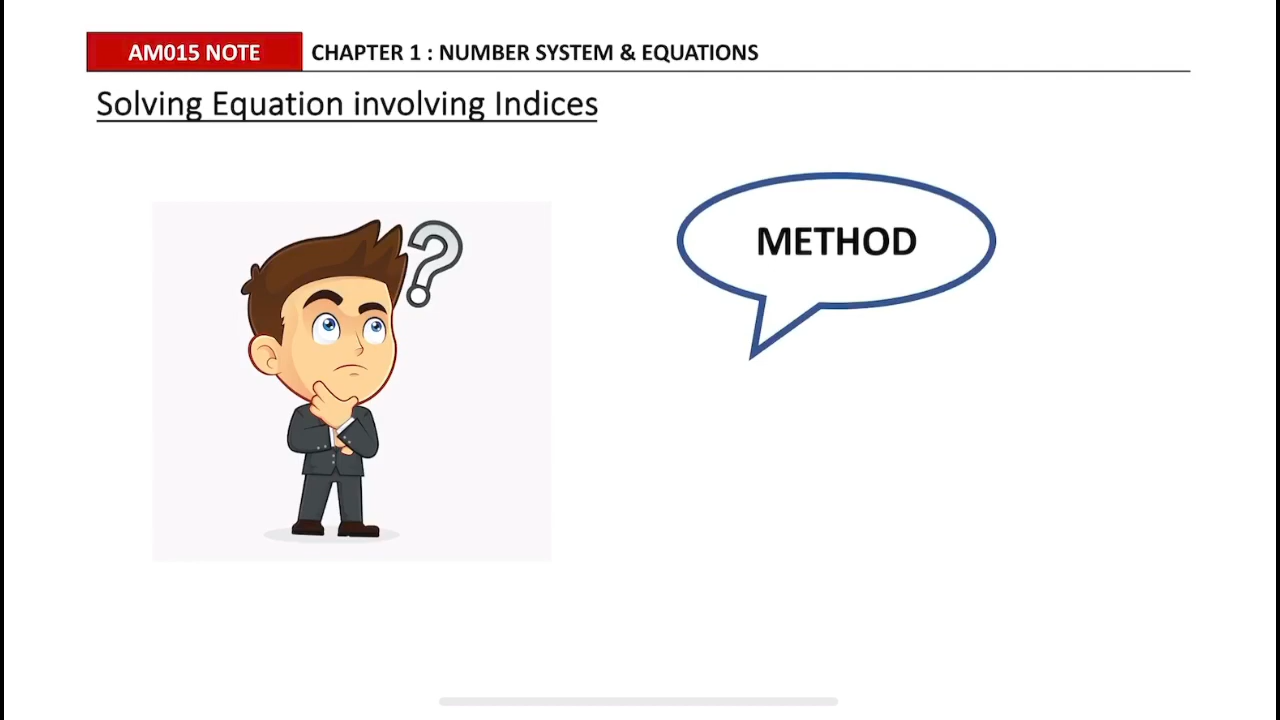 AM015 NOTE
CHAPTER 1 : NUMBER SYSTEM & EQUATIONS
Solving Equation involving Indices
?
METHOD